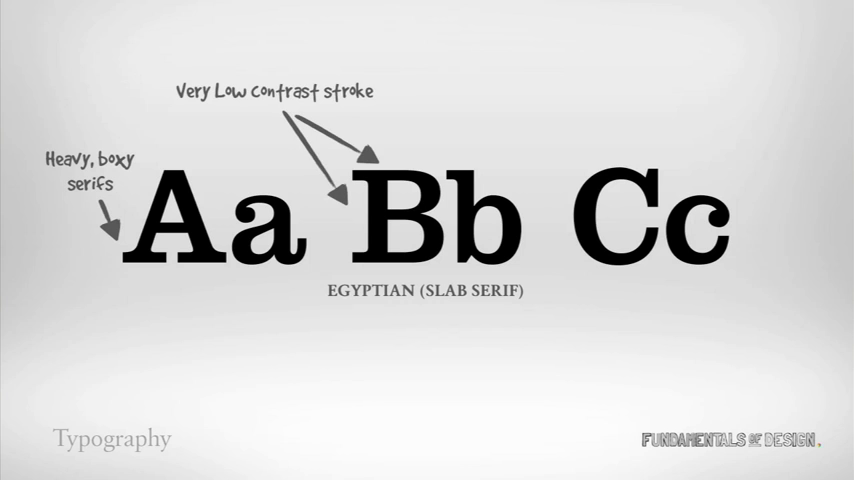 Very Low contrast stroke
Heavy, boxy
serifs
Aa Bb Cc
EGYPTIAN (SLAB SERIF)
Typography
FUNDAMENTALS OF DESIGN.